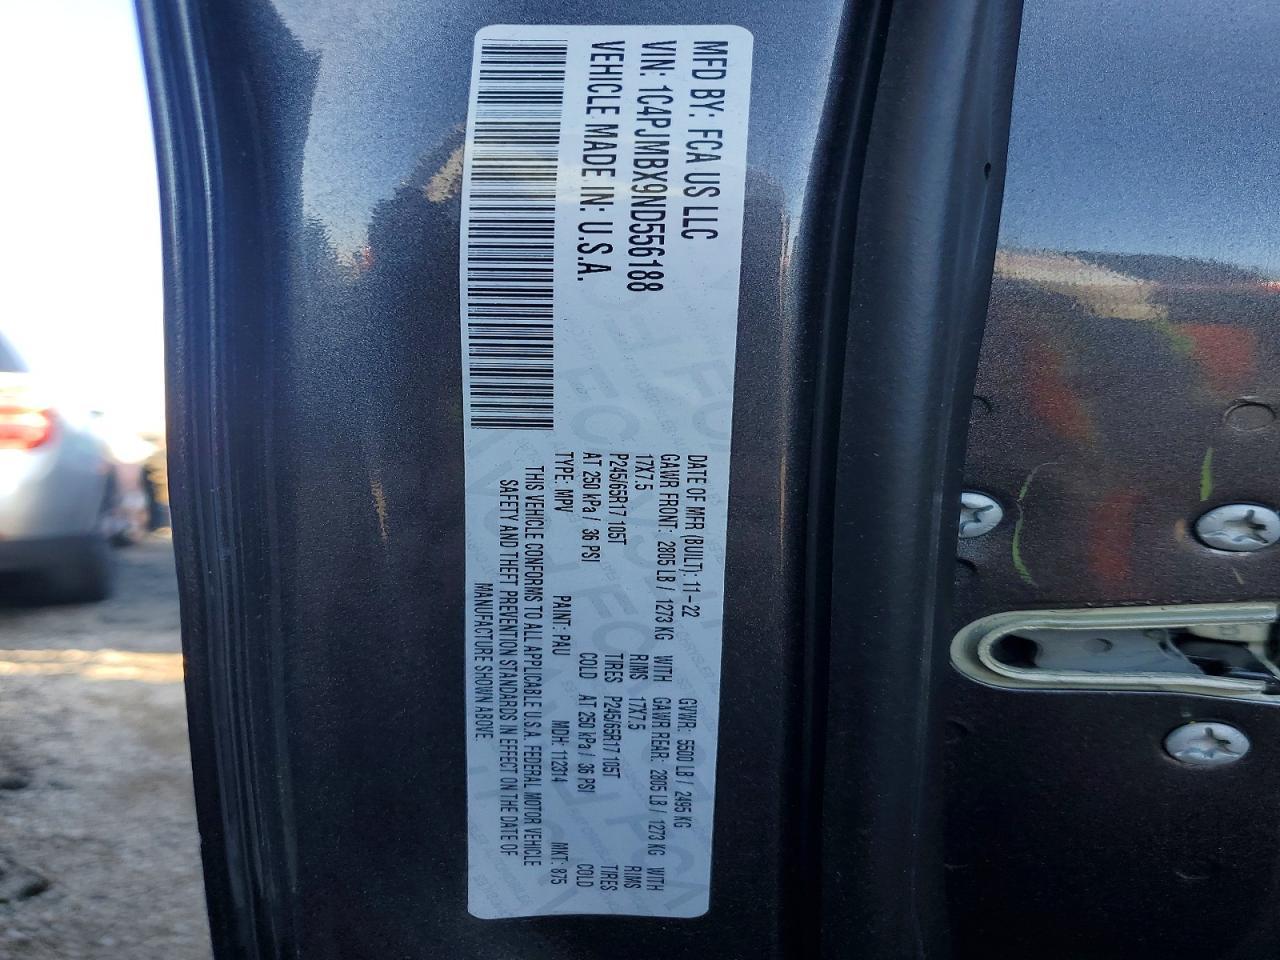 MFD BY: FCA US LLC
VIN: 1C4PJMBX9ND556188
VEHICLE MADE IN: U.S.A.
DATE OF MFR (BUILT): 11-22 GVWR: 5500 LB / 2495 KG
GAWR FRONT: 2805 LB / 1273 KG WITH GAWR REAR: 2805 LB / 1273 KG WITH
17X7.5 RIMS 17X7.5 RIMS
P245/65R17 105T TIRES P245/65R17 105T TIRES
AT 250 kPa / 36 PSI COLD AT 250 kPa / 36 PSI COLD
TYPE: MPV PAINT: PAU MDH: 112314 MKT: 875
THIS VEHICLE CONFORMS TO ALL APPLICABLE U.S.A. FEDERAL MOTOR VEHICLE
SAFETY AND THEFT PREVENTION STANDARDS IN EFFECT ON THE DATE OF
MANUFACTURE SHOWN ABOVE.